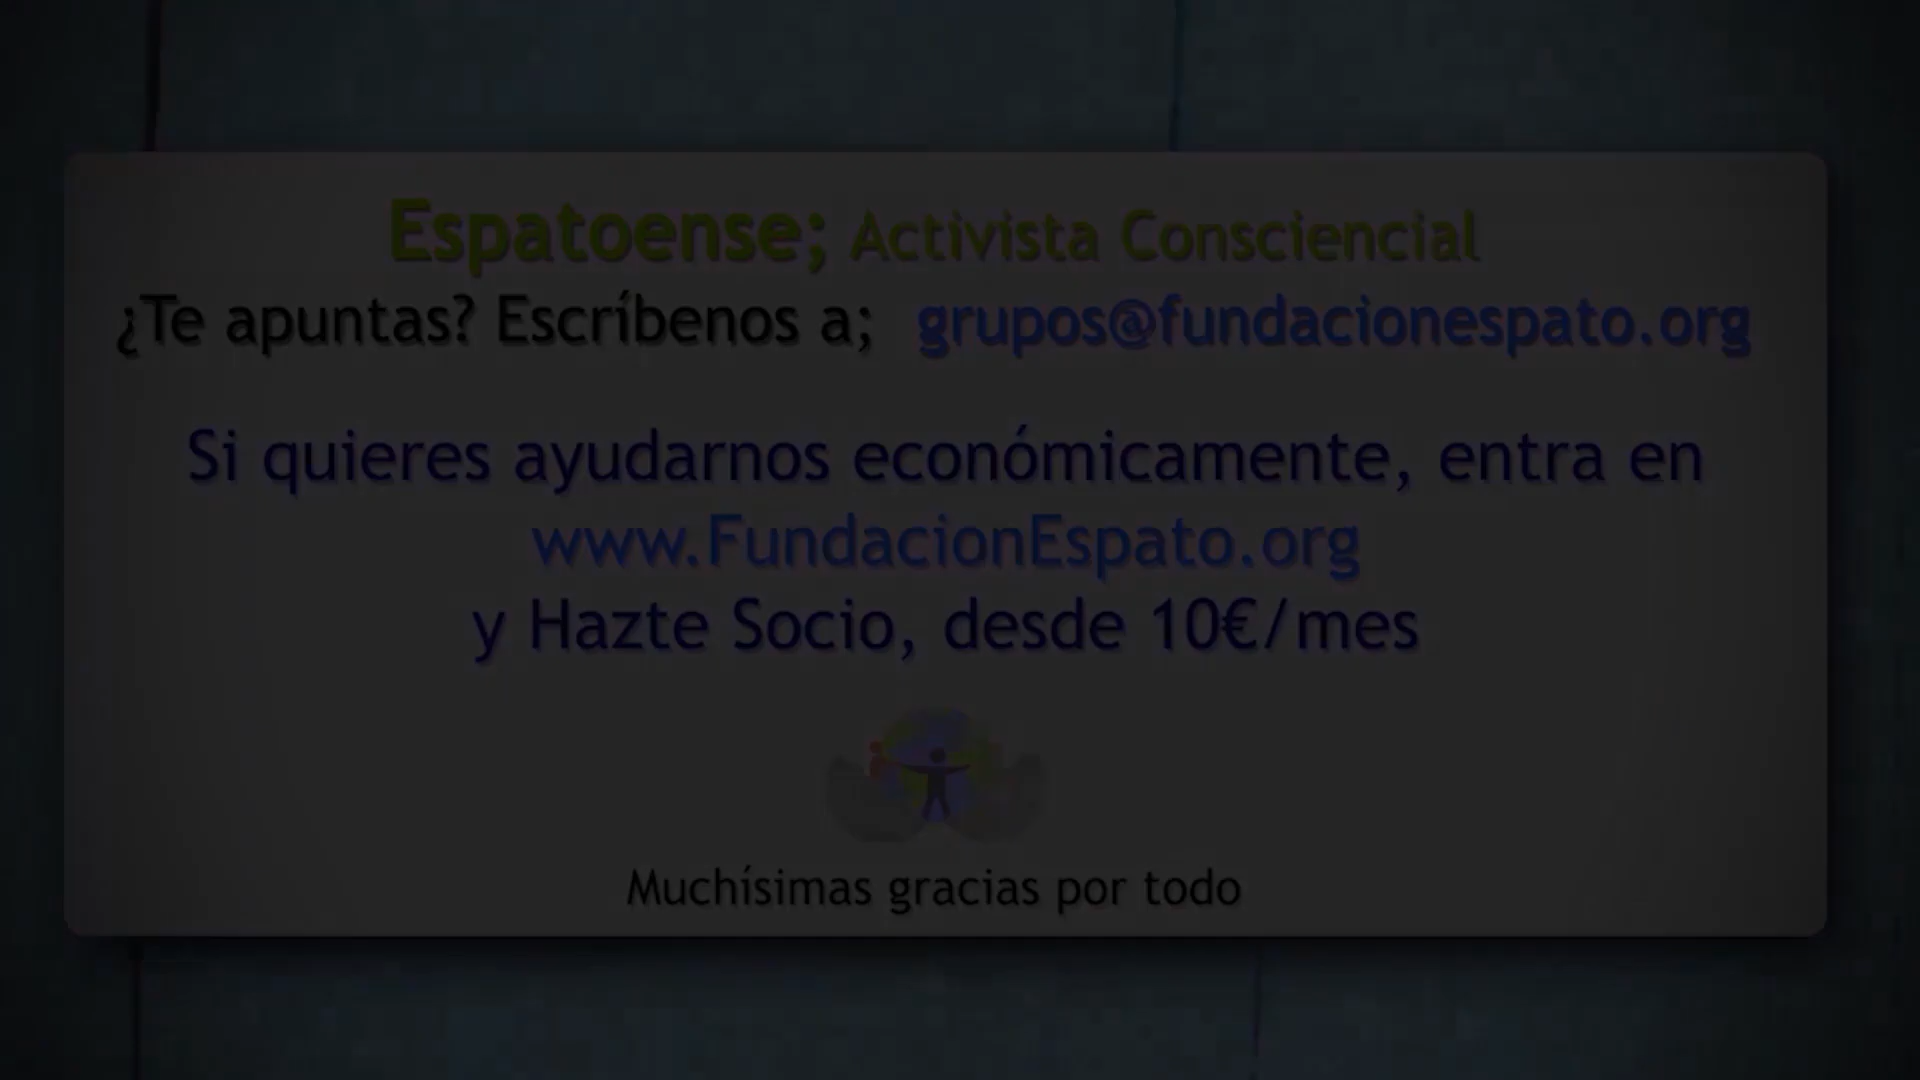 Espatoense; Activista Consciencial
¿Te apuntas? Escríbenos a; grupos@fundacionespato.org
Si quieres ayudarnos económicamente, entra en
www.FundacionEspato.org
y Hazte Socio, desde 10€/mes
Muchísimas gracias por todo